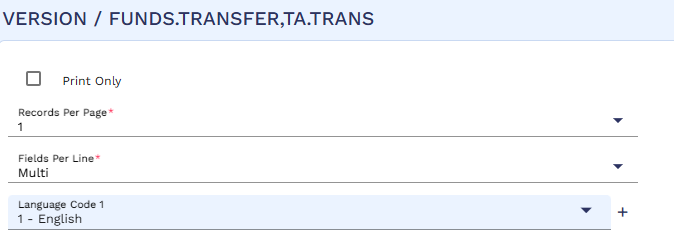 VERSION / FUNDS.TRANSFER,TA.TRANS
Print Only
Records Per Page*
1
Fields Per Line*
Multi
Language Code 1
1 - English
+